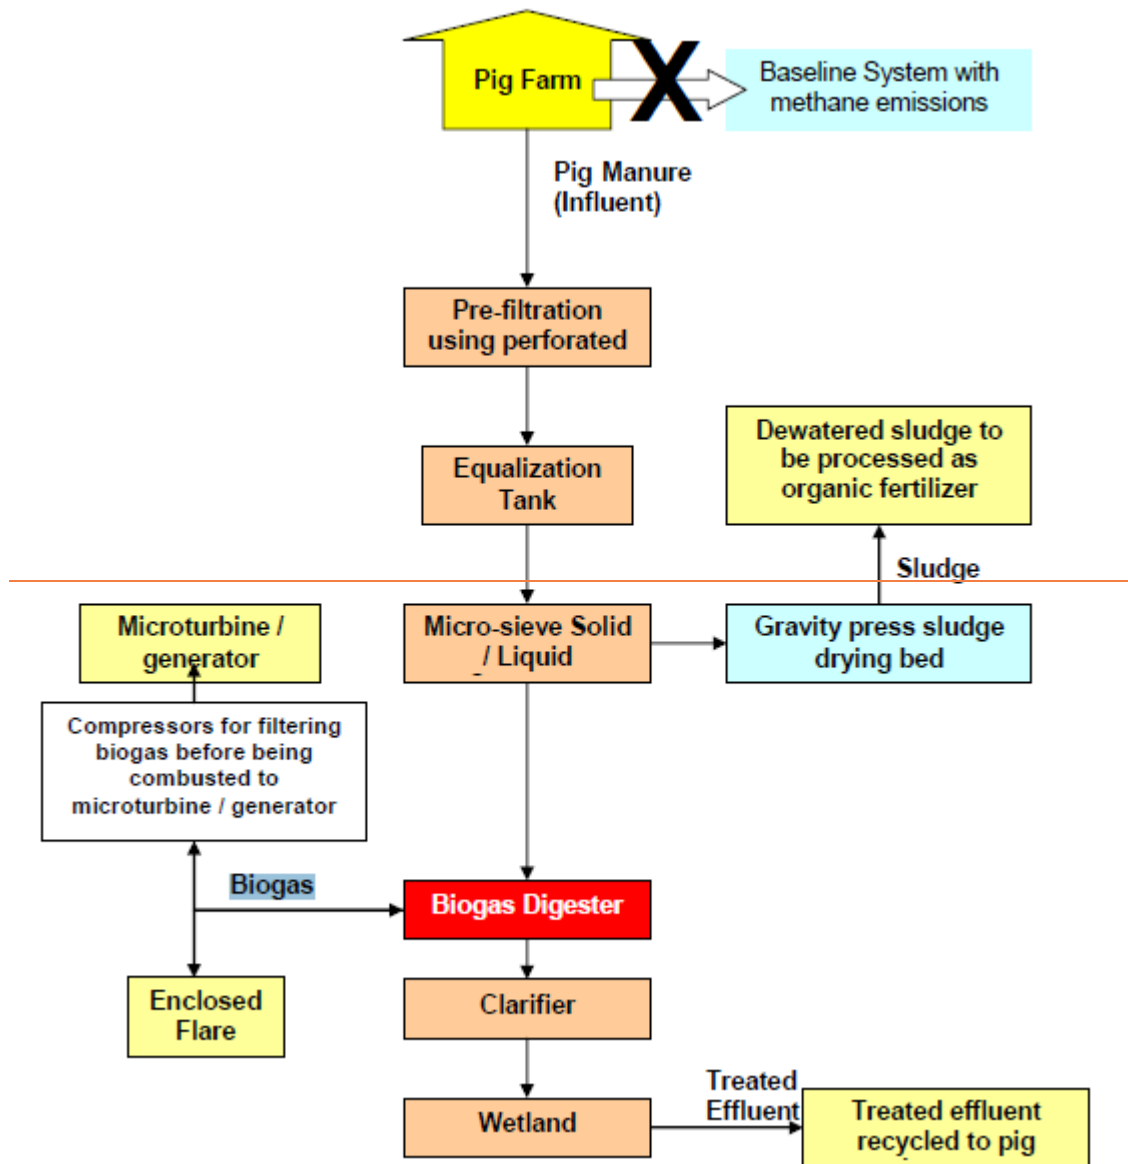 Pig Farm
Baseline System with
methane emissions
Pig Manure
(Influent)
Pre-filtration
using perforated
Equalization
Tank
Dewatered sludge to
be processed as
organic fertilizer
Sludge
Microturbine /
generator
Micro-sieve Solid
/ Liquid
Gravity press sludge
drying bed
Compressors for filtering
biogas before being
combusted to
microturbine / generator
Biogas
Biogas Digester
Enclosed
Flare
Clarifier
Wetland
Treated
Effluent
Treated effluent
recycled to pig